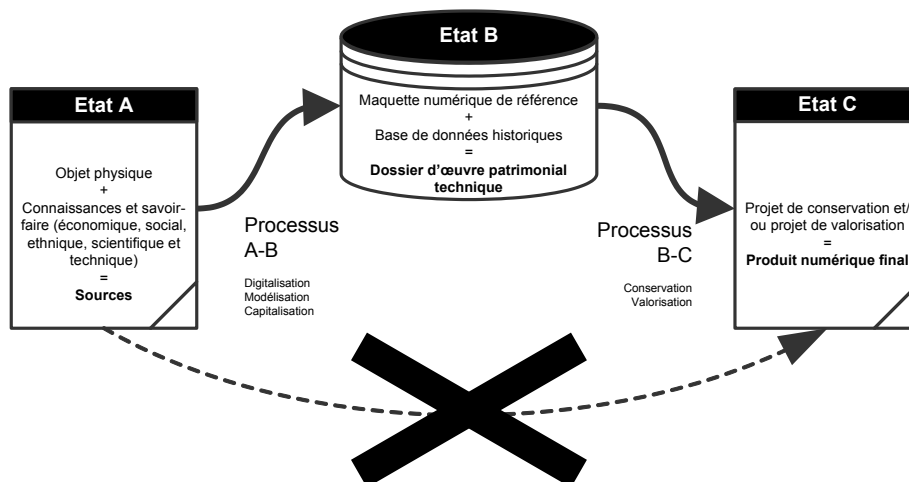 Etat A
Objet physique
+
Connaissances et savoir-
faire (économique, social,
ethnique, scientifique et
technique)
=
Sources
Processus
A-B
Digitalisation
Modélisation
Capitalisation
Etat B
Maquette numérique de référence
+
Base de données historiques
=
Dossier d’œuvre patrimonial
technique
Processus
B-C
Conservation
Valorisation
Etat C
Projet de conservation et/
ou projet de valorisation
=
Produit numérique final